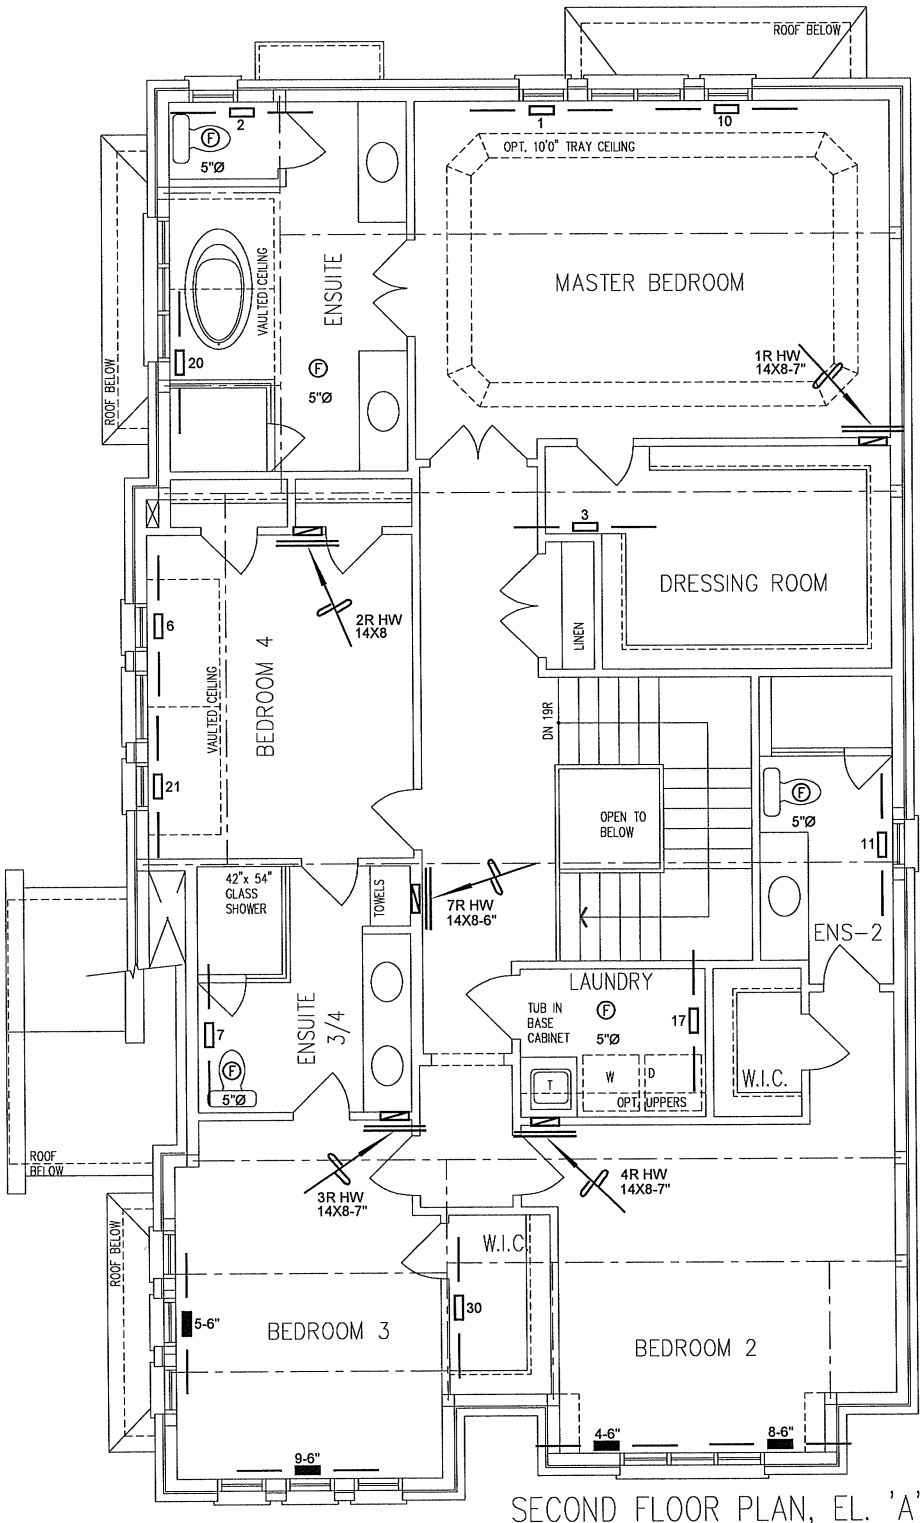 ROOF BELOW
2
1
10
F
5"Ø
OPT. 10'0" TRAY CEILING
VAULTED CEILING
ENSUITE
MASTER BEDROOM
20
F
5"Ø
1R HW
14X8-7"
ROOF BELOW
3
DRESSING ROOM
2R HW
14X8
6
LINEN
BEDROOM 4
VAULTED CEILING
DN 19R
21
F
5"Ø
OPEN TO
BELOW
11
42"x 54"
GLASS
SHOWER
TOWELS
7R HW
14X8-6"
ENS-2
LAUNDRY
TUB IN
BASE
CABINET
F
5"Ø
17
7
ENSUITE
3/4
F
5"Ø
T
W
D
OPT. UPPERS
W.I.C.
ROOF
BELOW
3R HW
14X8-7"
4R HW
14X8-7"
ROOF BELOW
W.I.C.
30
5-6"
BEDROOM 3
BEDROOM 2
4-6"
8-6"
9-6"
SECOND FLOOR PLAN, EL. 'A'